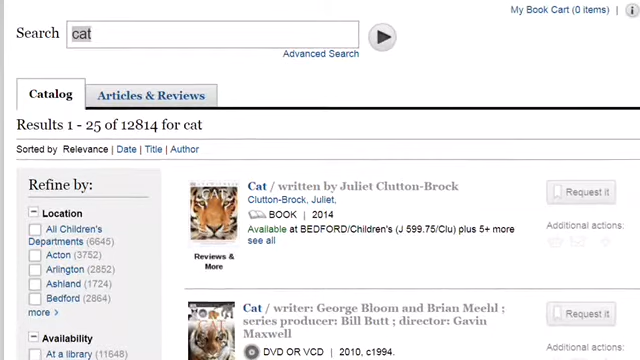 My Book Cart (0 items) | i
Search cat
Advanced Search
Catalog Articles & Reviews
Results 1 - 25 of 12814 for cat
Sorted by Relevance | Date | Title | Author
Refine by:
Location
All Children's
Departments (6645)
Acton (3752)
Arlington (2852)
Ashland (1724)
Bedford (2864)
more >
Availability
At a library (11648)
CAT
Reviews &
More
Cat / written by Juliet Clutton-Brock
Clutton-Brock, Juliet,
BOOK | 2014
Available at BEDFORD/Children's (J 599.75/Clu) plus 5+ more
see all
Request it
Additional actions:
CAT
Cat / writer: George Bloom and Brian Meehl ;
series producer: Bill Butt ; director: Gavin
Maxwell
DVD OR VCD | 2010, c1994.
Request it
Additional actions: